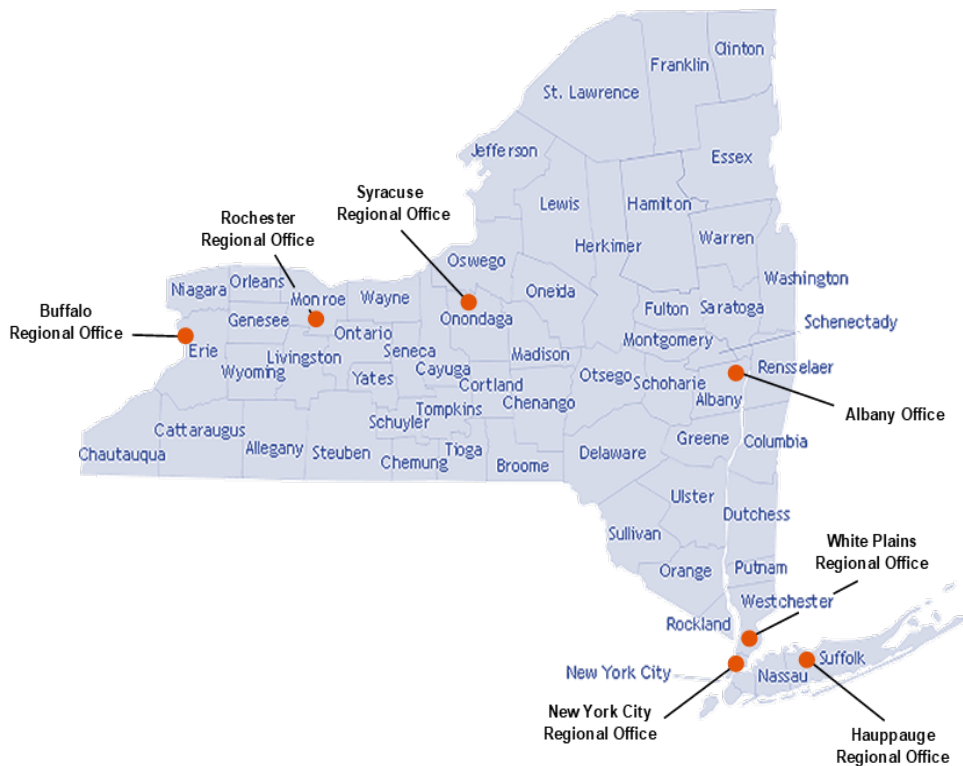 Clinton
Franklin
St. Lawrence
Jefferson
Essex
Syracuse
Regional Office
Lewis
Hamilton
Rochester
Regional Office
Herkimer
Warren
Oswego
Washington
Orleans
Niagara
Oneida
Monroe
Wayne
Fulton
Saratoga
Buffalo
Regional Office
Genesee
Onondaga
Schenectady
Ontario
Montgomery
Erie
Livingston
Seneca
Madison
Wyoming
Cayuga
Rensselaer
Yates
Otsego
Schoharie
Cortland
Albany
Albany Office
Chenango
Tompkins
Schuyler
Cattaraugus
Greene
Columbia
Chautauqua
Allegany
Steuben
Tioga
Delaware
Chemung
Broome
Ulster
Dutchess
Sullivan
White Plains
Regional Office
Putnam
Orange
Westchester
Rockland
Suffolk
New York City
Nassau
New York City
Regional Office
Hauppauge
Regional Office